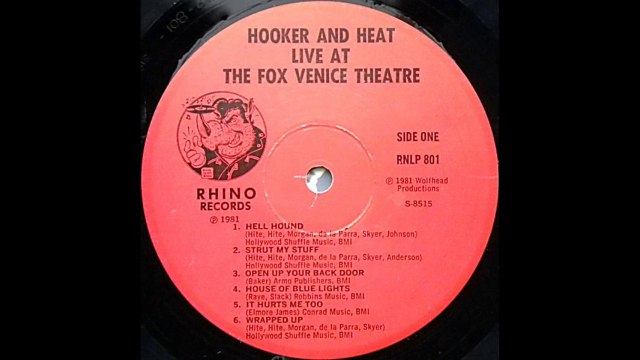 HOOKER AND HEAT
LIVE AT
THE FOX VENICE THEATRE
SIDE ONE
RNLP 801
℗ 1981 Wolfhead
Productions
S-8515
RHINO
RECORDS
℗ 1981
1. HELL HOUND
(Hite, Hite, Morgan, de la Parra, Skyer, Johnson)
Hollywood Shuffle Music, BMI
2. STRUT MY STUFF
(Hite, Hite, Morgan, de la Parra, Skyer, Anderson)
Hollywood Shuffle Music, BMI
3. OPEN UP YOUR BACK DOOR
(Baker) Armo Publishers, BMI
4. HOUSE OF BLUE LIGHTS
(Raye, Slack) Robbins Music, BMI
5. IT HURTS ME TOO
(Elmore James) Conrad Music, BMI
6. WRAPPED UP
(Hite, Hite, Morgan, de la Parra, Skyer)
Hollywood Shuffle Music, BMI